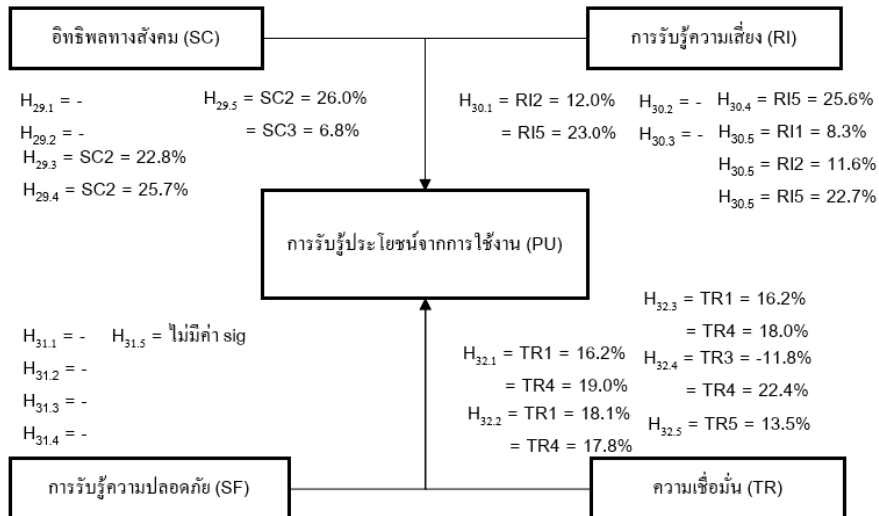 อิทธิพลทางสังคม (SC)
การรับรู้ความเสี่ยง (RI)
H29.1 = -
H29.2 = -
H29.3 = SC2 = 22.8%
H29.4 = SC2 = 25.7%
H29.5 = SC2 = 26.0%
= SC3 = 6.8%
H30.1 = RI2 = 12.0%
= RI5 = 23.0%
H30.2 = -
H30.3 = -
H30.4 = RI5 = 25.6%
H30.5 = RI1 = 8.3%
H30.5 = RI2 = 11.6%
H30.5 = RI5 = 22.7%
การรับรู้ประโยชน์จากการใช้งาน (PU)
H31.1 = -
H31.2 = -
H31.3 = -
H31.4 = -
H31.5 = ไม่มีค่า sig
H32.1 = TR1 = 16.2%
= TR4 = 19.0%
H32.2 = TR1 = 18.1%
= TR4 = 17.8%
H32.3 = TR1 = 16.2%
= TR4 = 18.0%
H32.4 = TR3 = -11.8%
= TR4 = 22.4%
H32.5 = TR5 = 13.5%
การรับรู้ความปลอดภัย (SF)
ความเชื่อมั่น (TR)